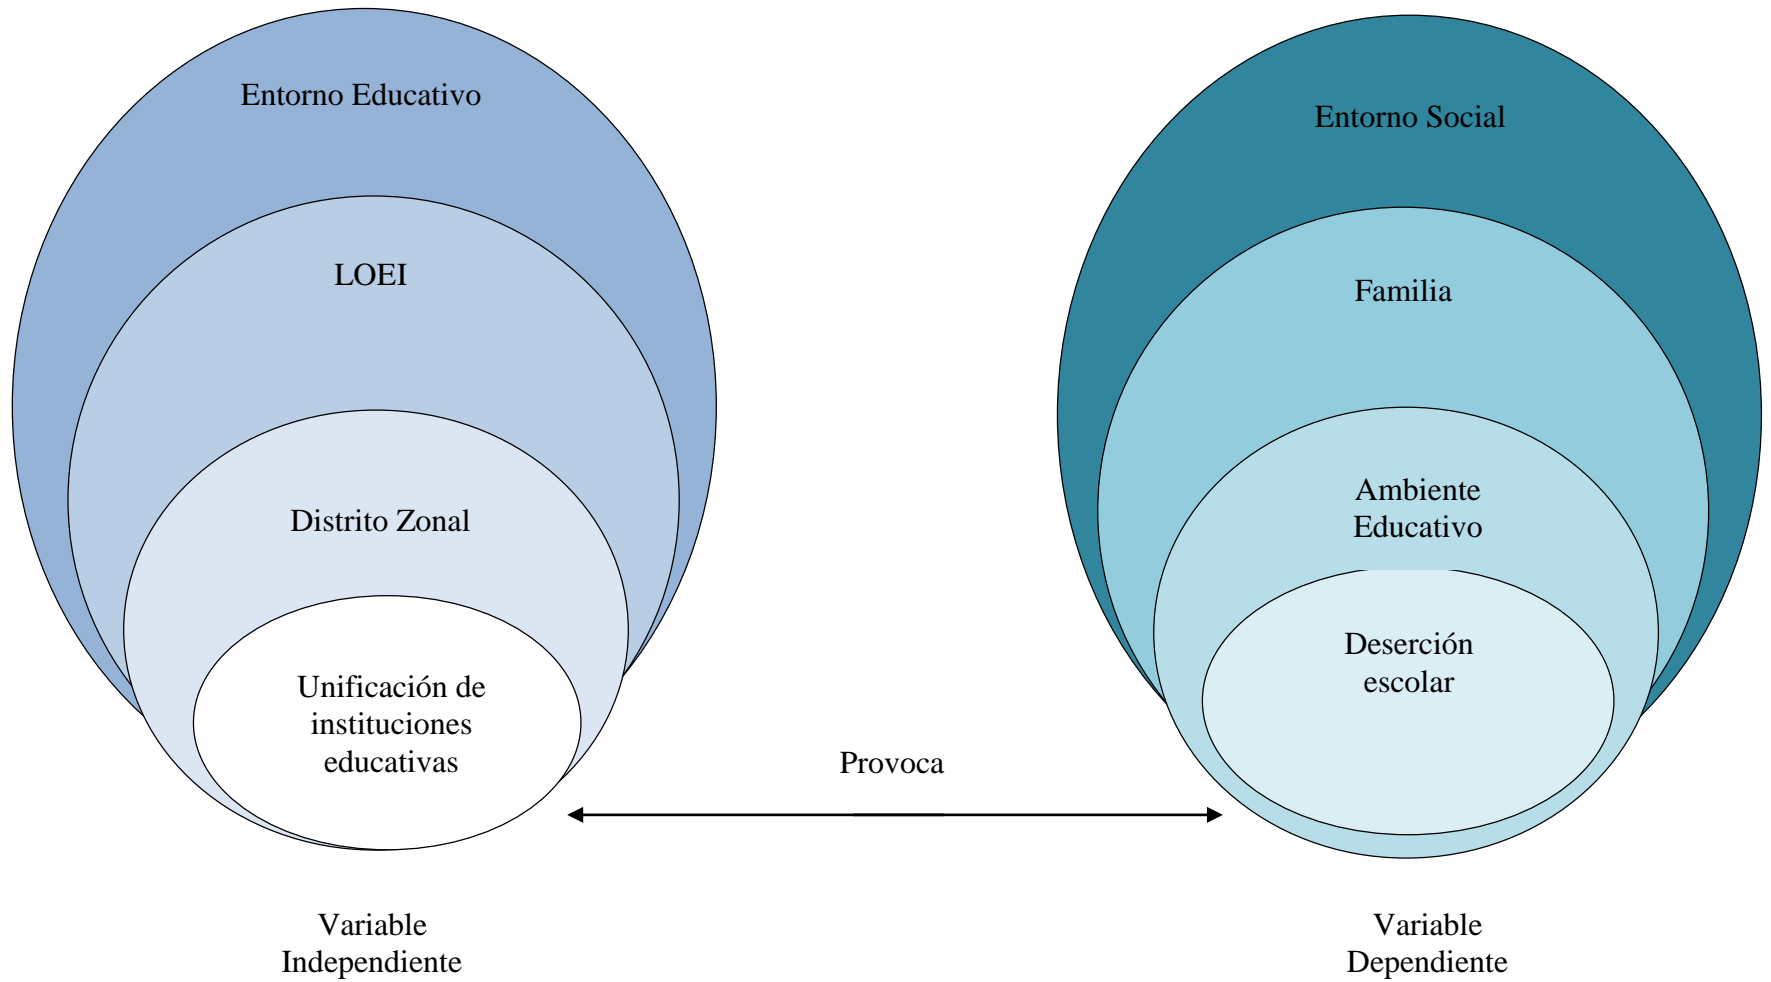 Entorno Educativo
LOEI
Distrito Zonal
Unificación de
instituciones
educativas
Provoca
Entorno Social
Familia
Ambiente
Educativo
Deserción
escolar
Variable
Independiente
Variable
Dependiente